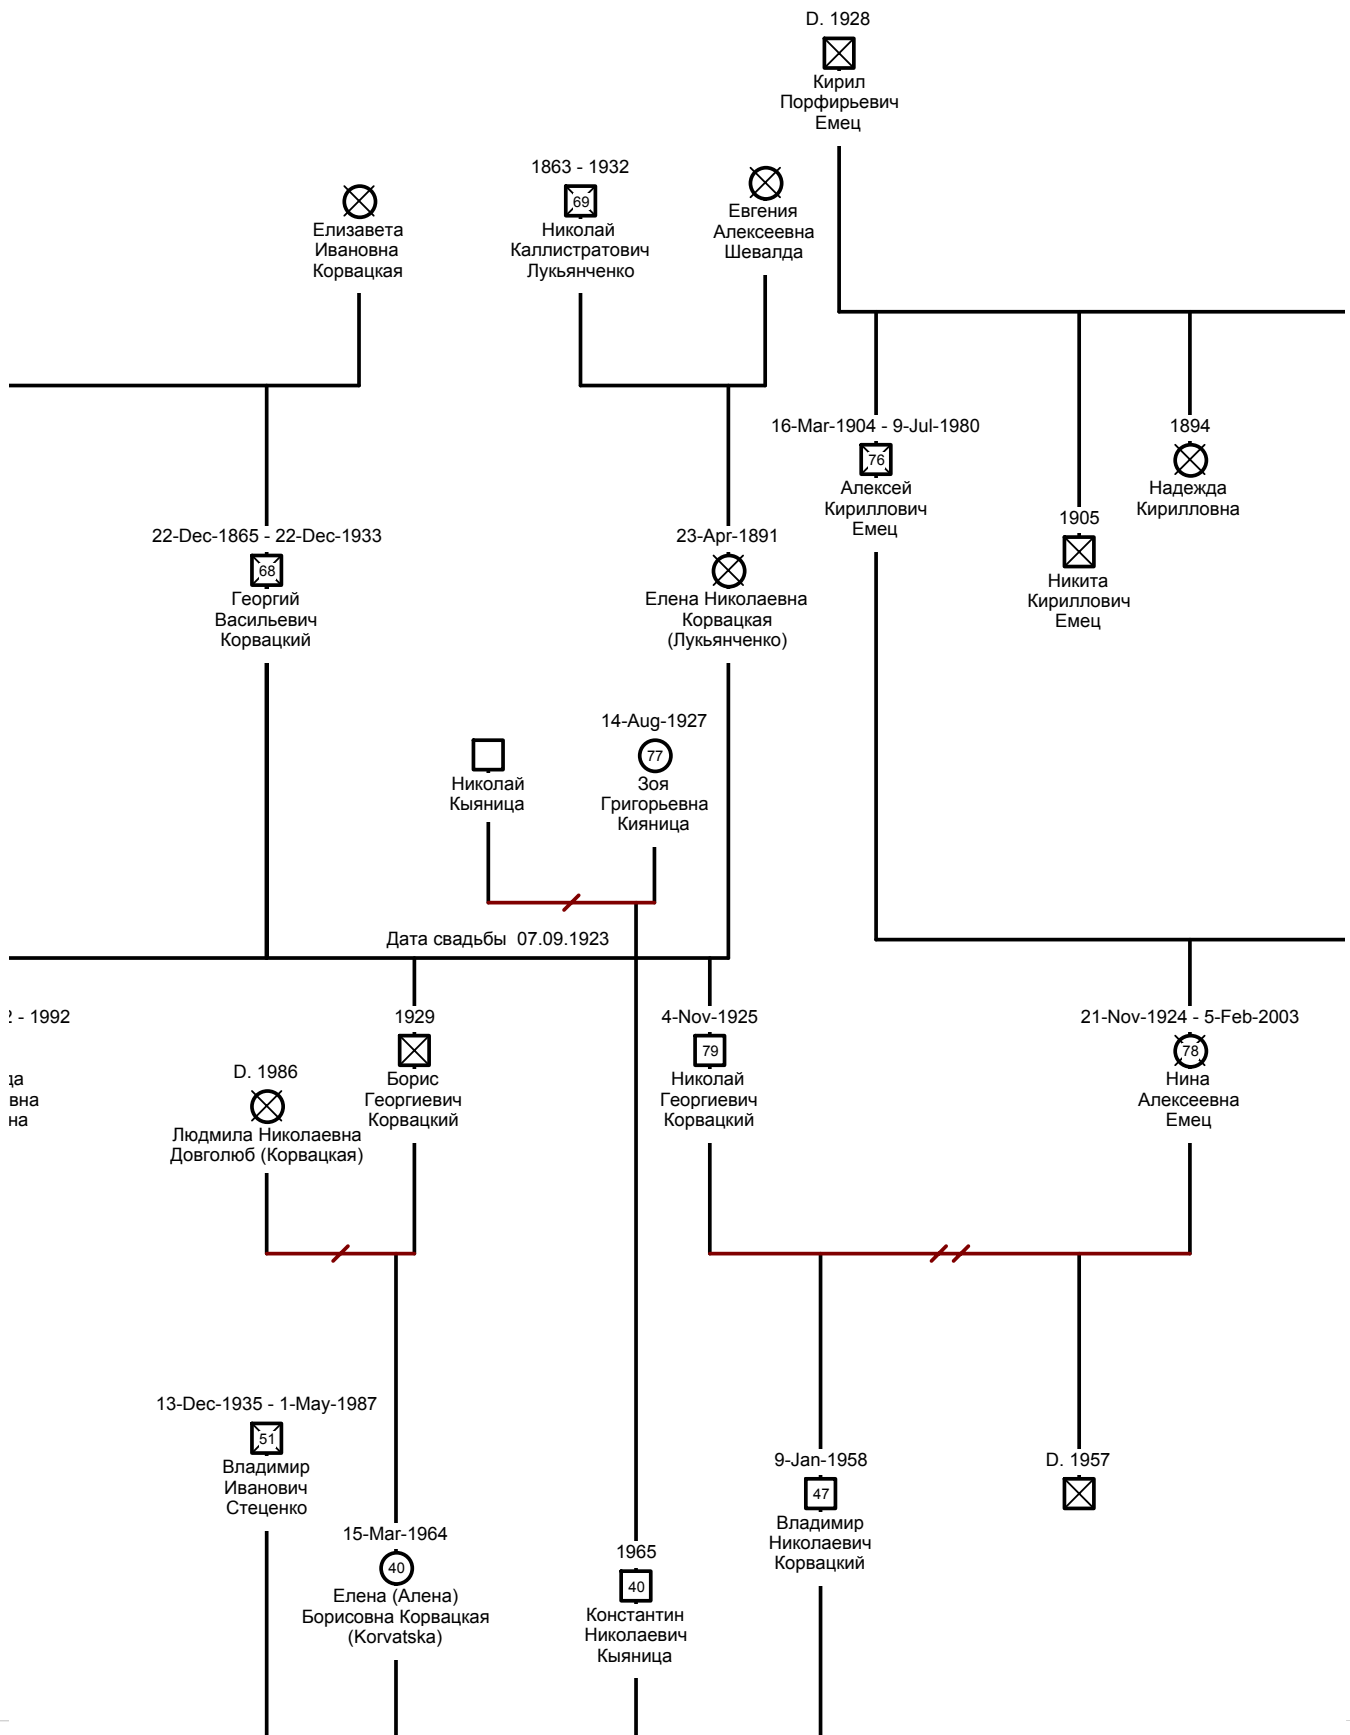 D. 1928
Кирил
Порфирьевич
Емец
Елизавета
Ивановна
Корвацкая
1863 - 1932
69
Николай
Каллистратович
Лукьянченко
Евгения
Алексеевна
Шевалда
22-Dec-1865 - 22-Dec-1933
68
Георгий
Васильевич
Корвацкий
23-Apr-1891
Елена Николаевна
Корвацкая
(Лукьянченко)
16-Mar-1904 - 9-Jul-1980
76
Алексей
Кириллович
Емец
1905
Никита
Кириллович
Емец
1894
Надежда
Кирилловна
Николай
Кыяница
14-Aug-1927
77
Зоя
Григорьевна
Кияница
Дата свадьбы 07.09.1923
- 1992
вна
на
D. 1986
Людмила Николаевна
Довголюб (Корвацкая)
1929
Борис
Георгиевич
Корвацкий
4-Nov-1925
79
Николай
Георгиевич
Корвацкий
21-Nov-1924 - 5-Feb-2003
78
Нина
Алексеевна
Емец
13-Dec-1935 - 1-May-1987
51
Владимир
Иванович
Стеценко
15-Mar-1964
40
Елена (Алена)
Борисовна Корвацкая
(Korvatska)
1965
40
Константин
Николаевич
Кыяница
9-Jan-1958
47
Владимир
Николаевич
Корвацкий
D. 1957